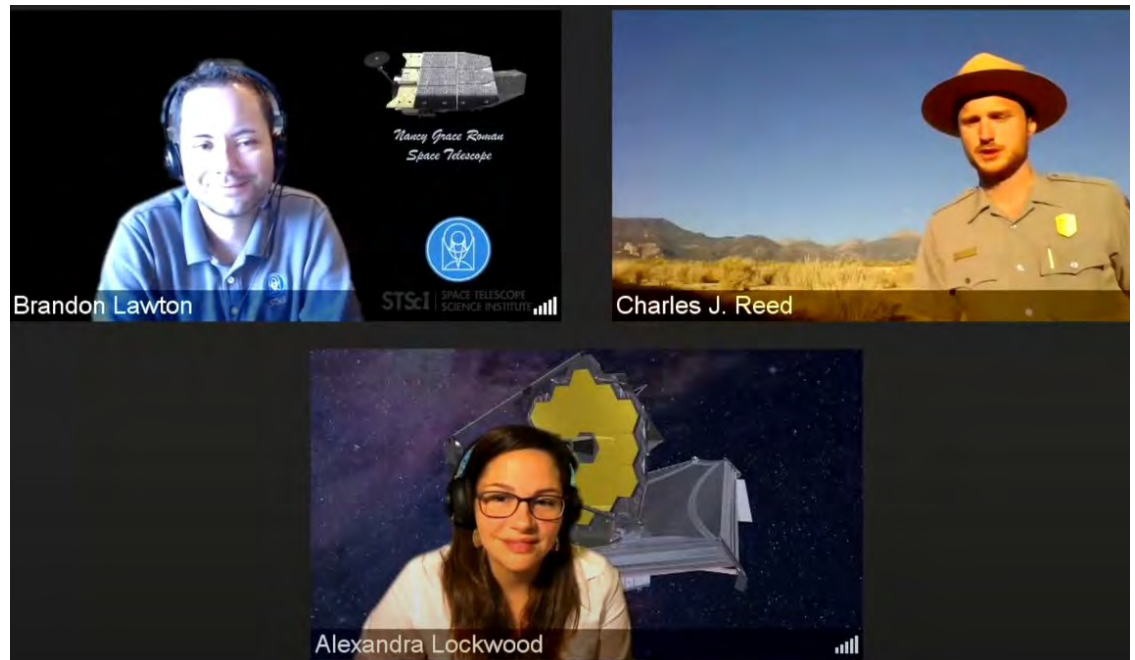 Nancy Grace Roman
Space Telescope
STScI | SPACE TELESCOPE
SCIENCE INSTITUTE
Brandon Lawton
Charles J. Reed
Alexandra Lockwood